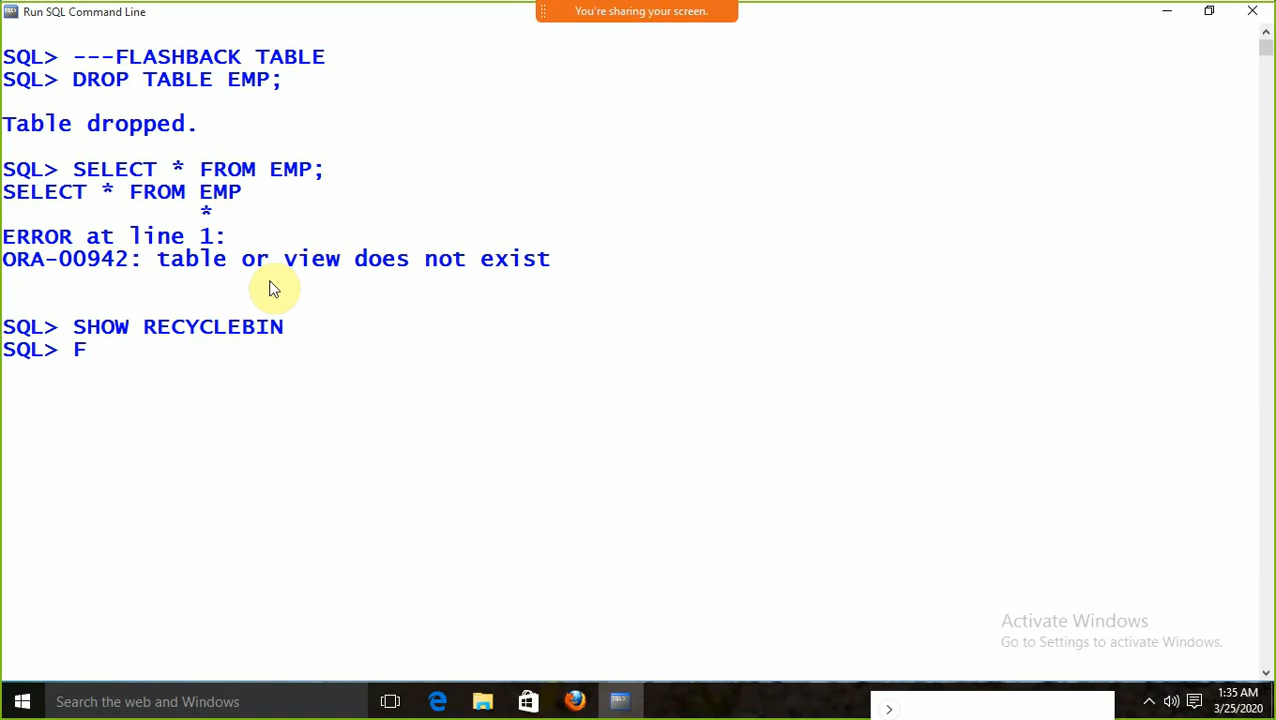 Run SQL Command Line
You're sharing your screen.
SQL> ---FLASHBACK TABLE
SQL> DROP TABLE EMP;
Table dropped.
SQL> SELECT * FROM EMP;
SELECT * FROM EMP
*
ERROR at line 1:
ORA-00942: table or view does not exist
SQL> SHOW RECYCLEBIN
SQL> F
Activate Windows
Go to Settings to activate Windows.
Search the web and Windows
1:35 AM
3/25/2020